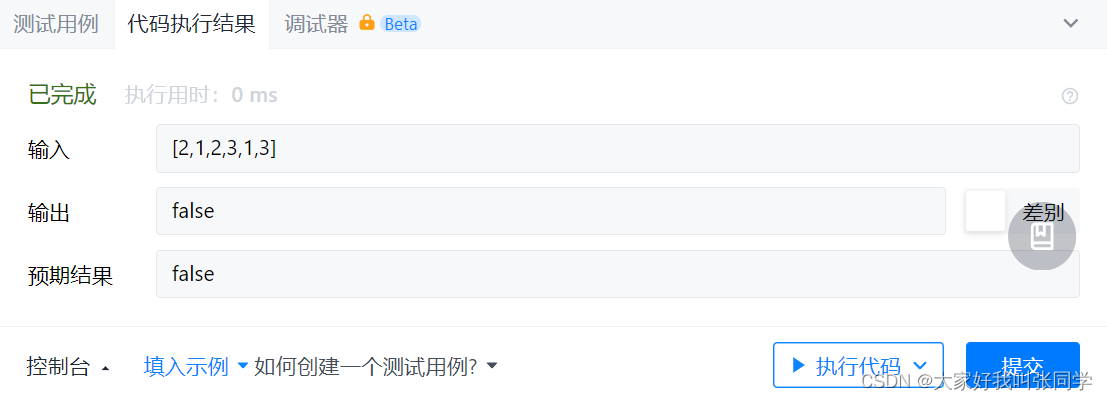 测试用例 代码执行结果 调试器 Beta
已完成 执行用时：0 ms
输入 [2,1,2,3,1,3]
输出 false 差别
预期结果 false
控制台 填入示例 如何创建一个测试用例? 执行代码 提交
CSDN @大家好我叫张同学